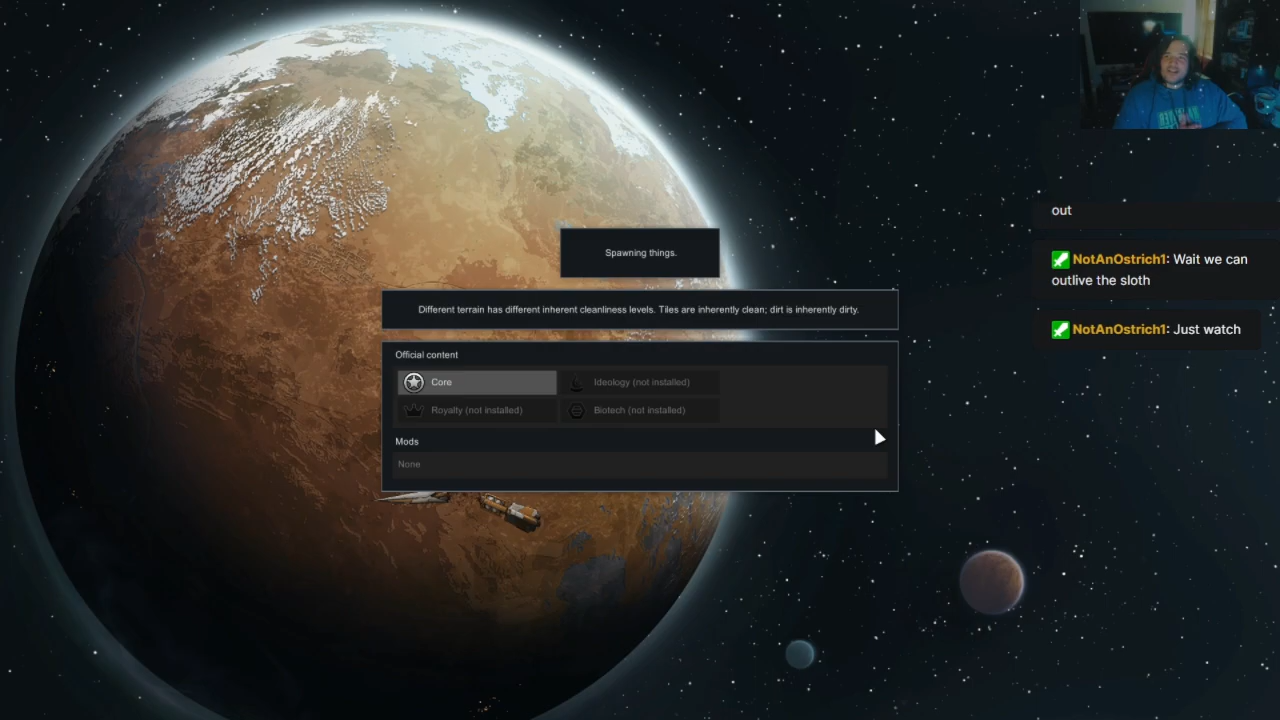 out
NotAnOstrich1: Wait we can
outlive the sloth
NotAnOstrich1: Just watch
Spawning things.
Different terrain has different inherent cleanliness levels. Tiles are inherently clean; dirt is inherently dirty.
Official content
Core
Ideology (not installed)
Royalty (not installed)
Biotech (not installed)
Mods
None